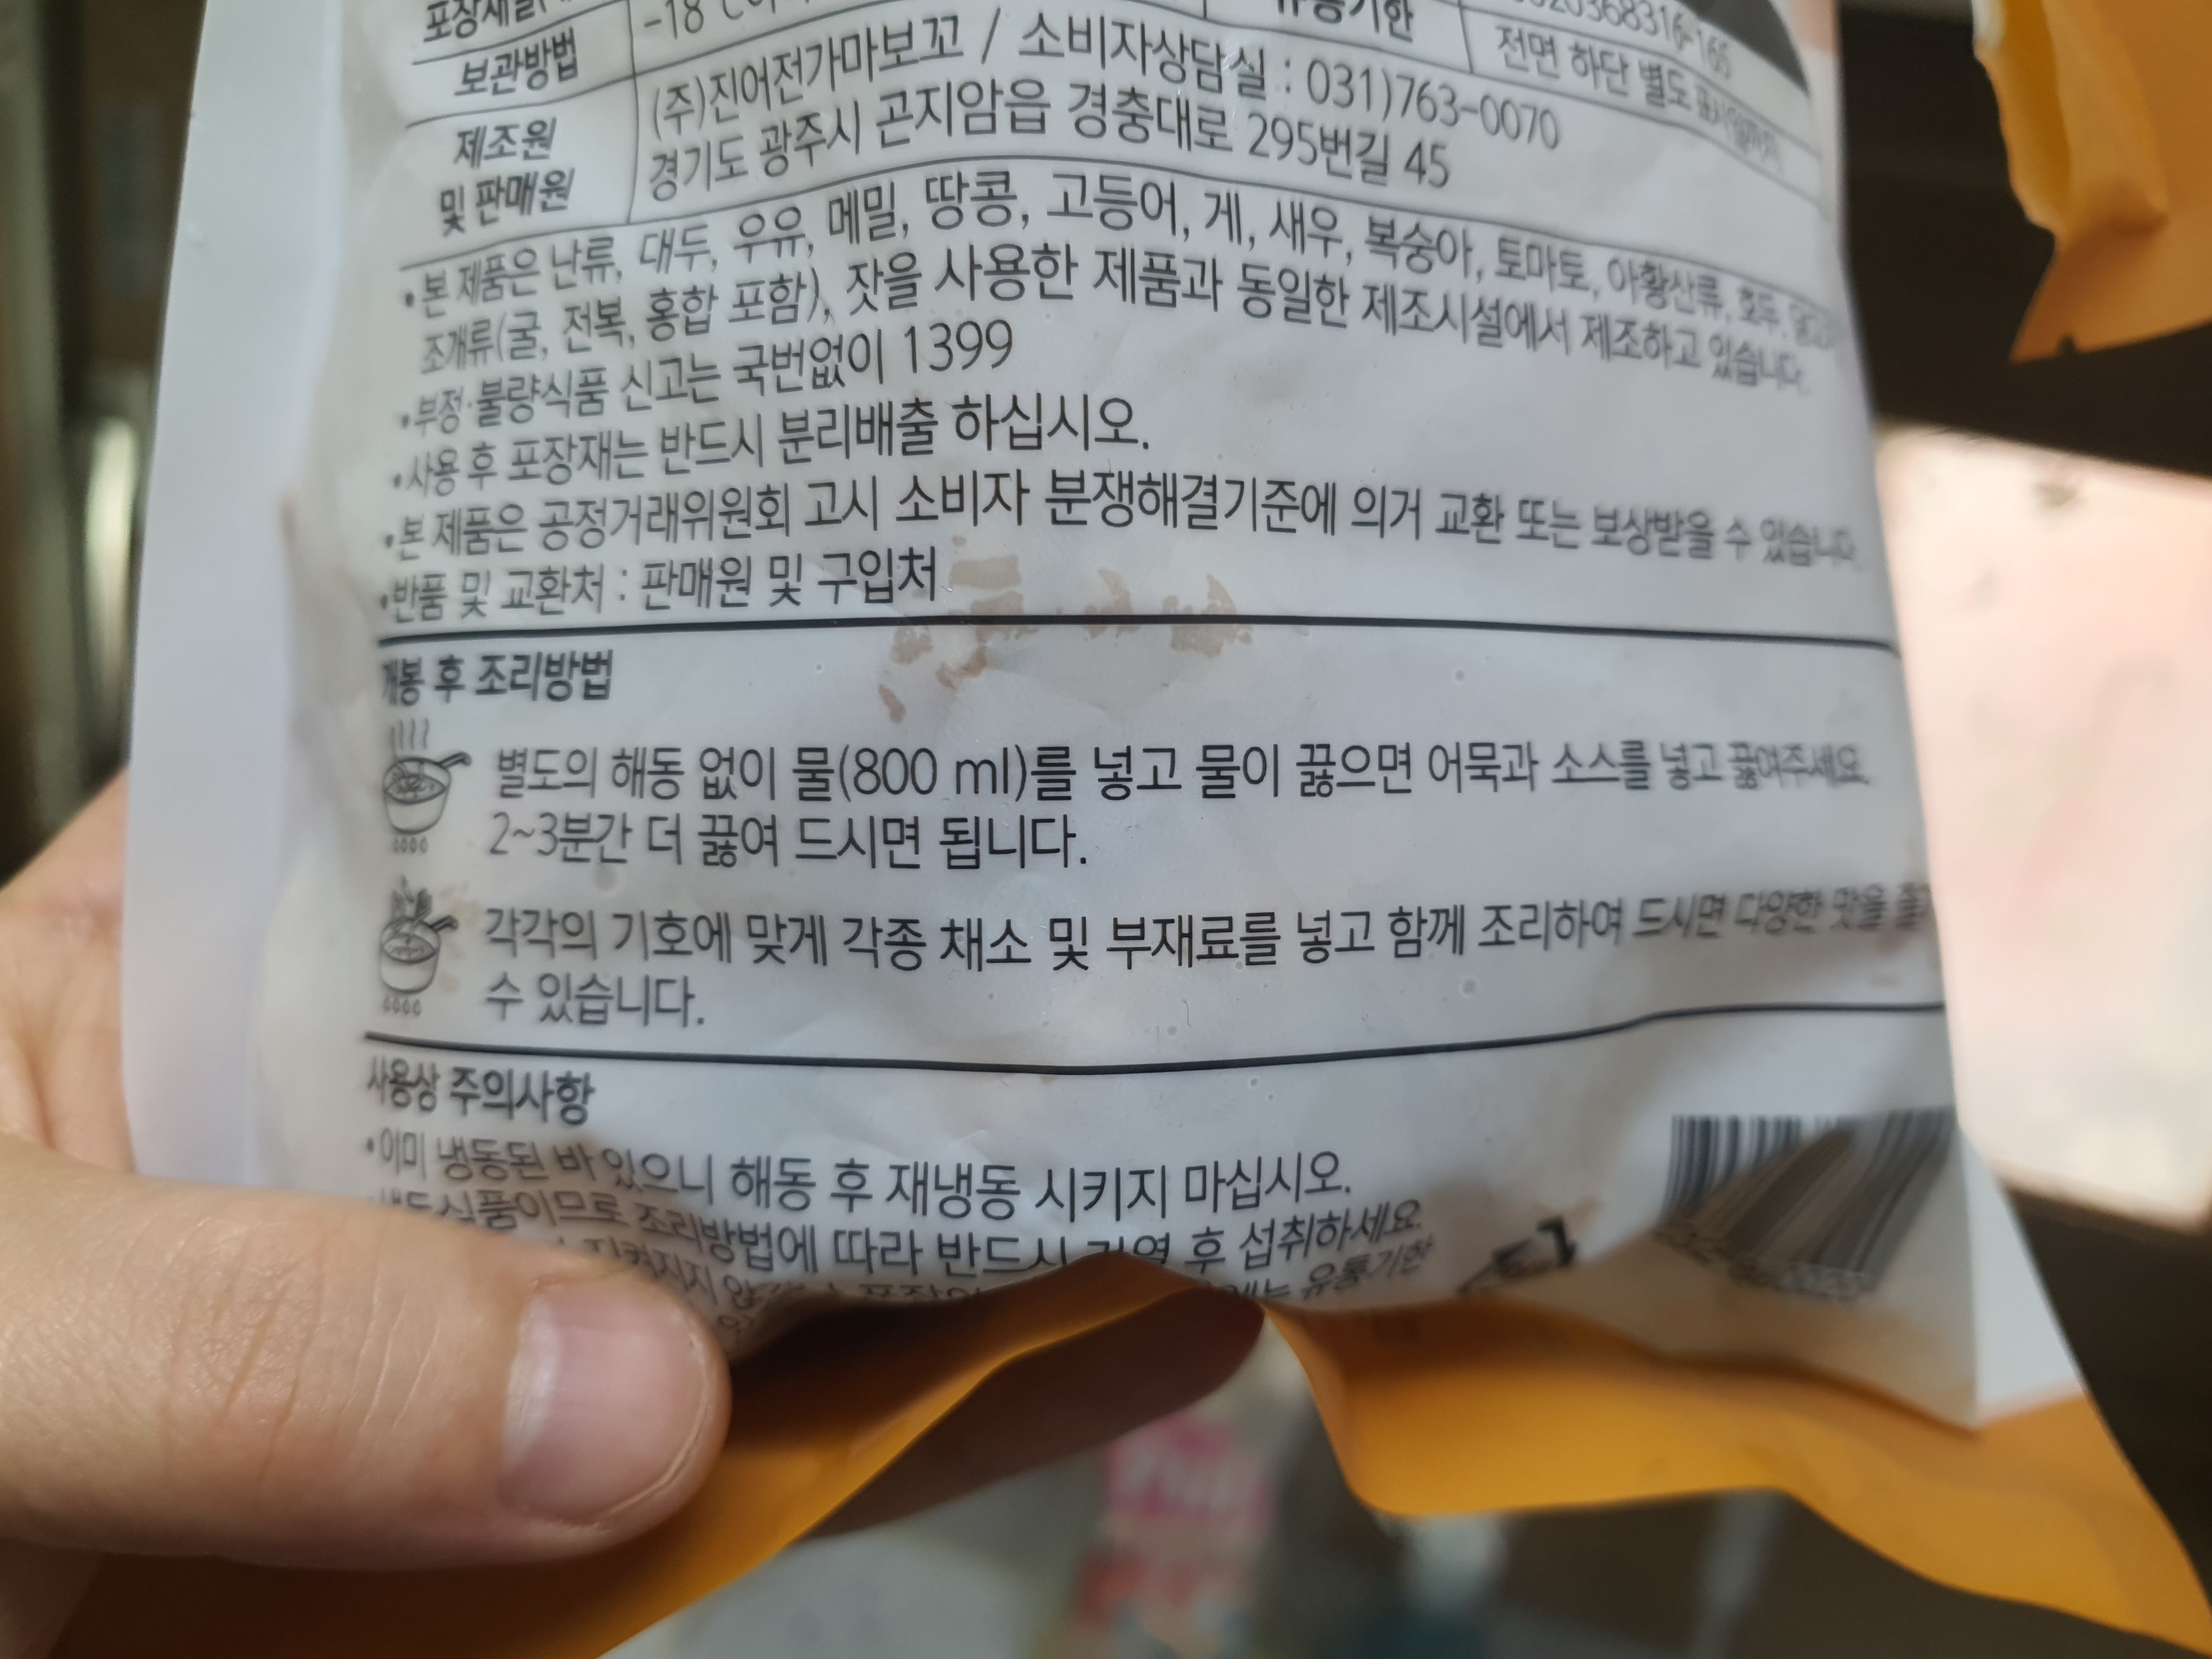 보관방법
-18
전면 하단 별도
제조원
및 판매원
(주)진어전가마보꼬 / 소비자상담실 : 031)763-0070
경기도 광주시 곤지암읍 경충대로 295번길 45
•본 제품은 난류, 대두, 우유, 메밀, 땅콩, 고등어, 게, 새우, 복숭아, 토마토, 아황산류, 호두,
조개류(굴, 전복, 홍합 포함), 잣을 사용한 제품과 동일한 제조시설에서 제조하고 있습니다.
•부정·불량식품 신고는 국번없이 1399
•사용 후 포장재는 반드시 분리배출 하십시오.
•본 제품은 공정거래위원회 고시 소비자 분쟁해결기준에 의거 교환 또는 보상받을 수 있습니다.
•반품 및 교환처 : 판매원 및 구입처
개봉 후 조리방법
별도의 해동 없이 물(800 ml)를 넣고 물이 끓으면 어묵과 소스를 넣고 끓여주세요.
2~3분간 더 끓여 드시면 됩니다.
각각의 기호에 맞게 각종 채소 및 부재료를 넣고 함께 조리하여 드시면 다양한 맛을
수 있습니다.
사용상 주의사항
•이미 냉동된 바 있으니 해동 후 재냉동 시키지 마십시오.
조리방법에 따라 반드시 후 섭취하세요.
유통기한